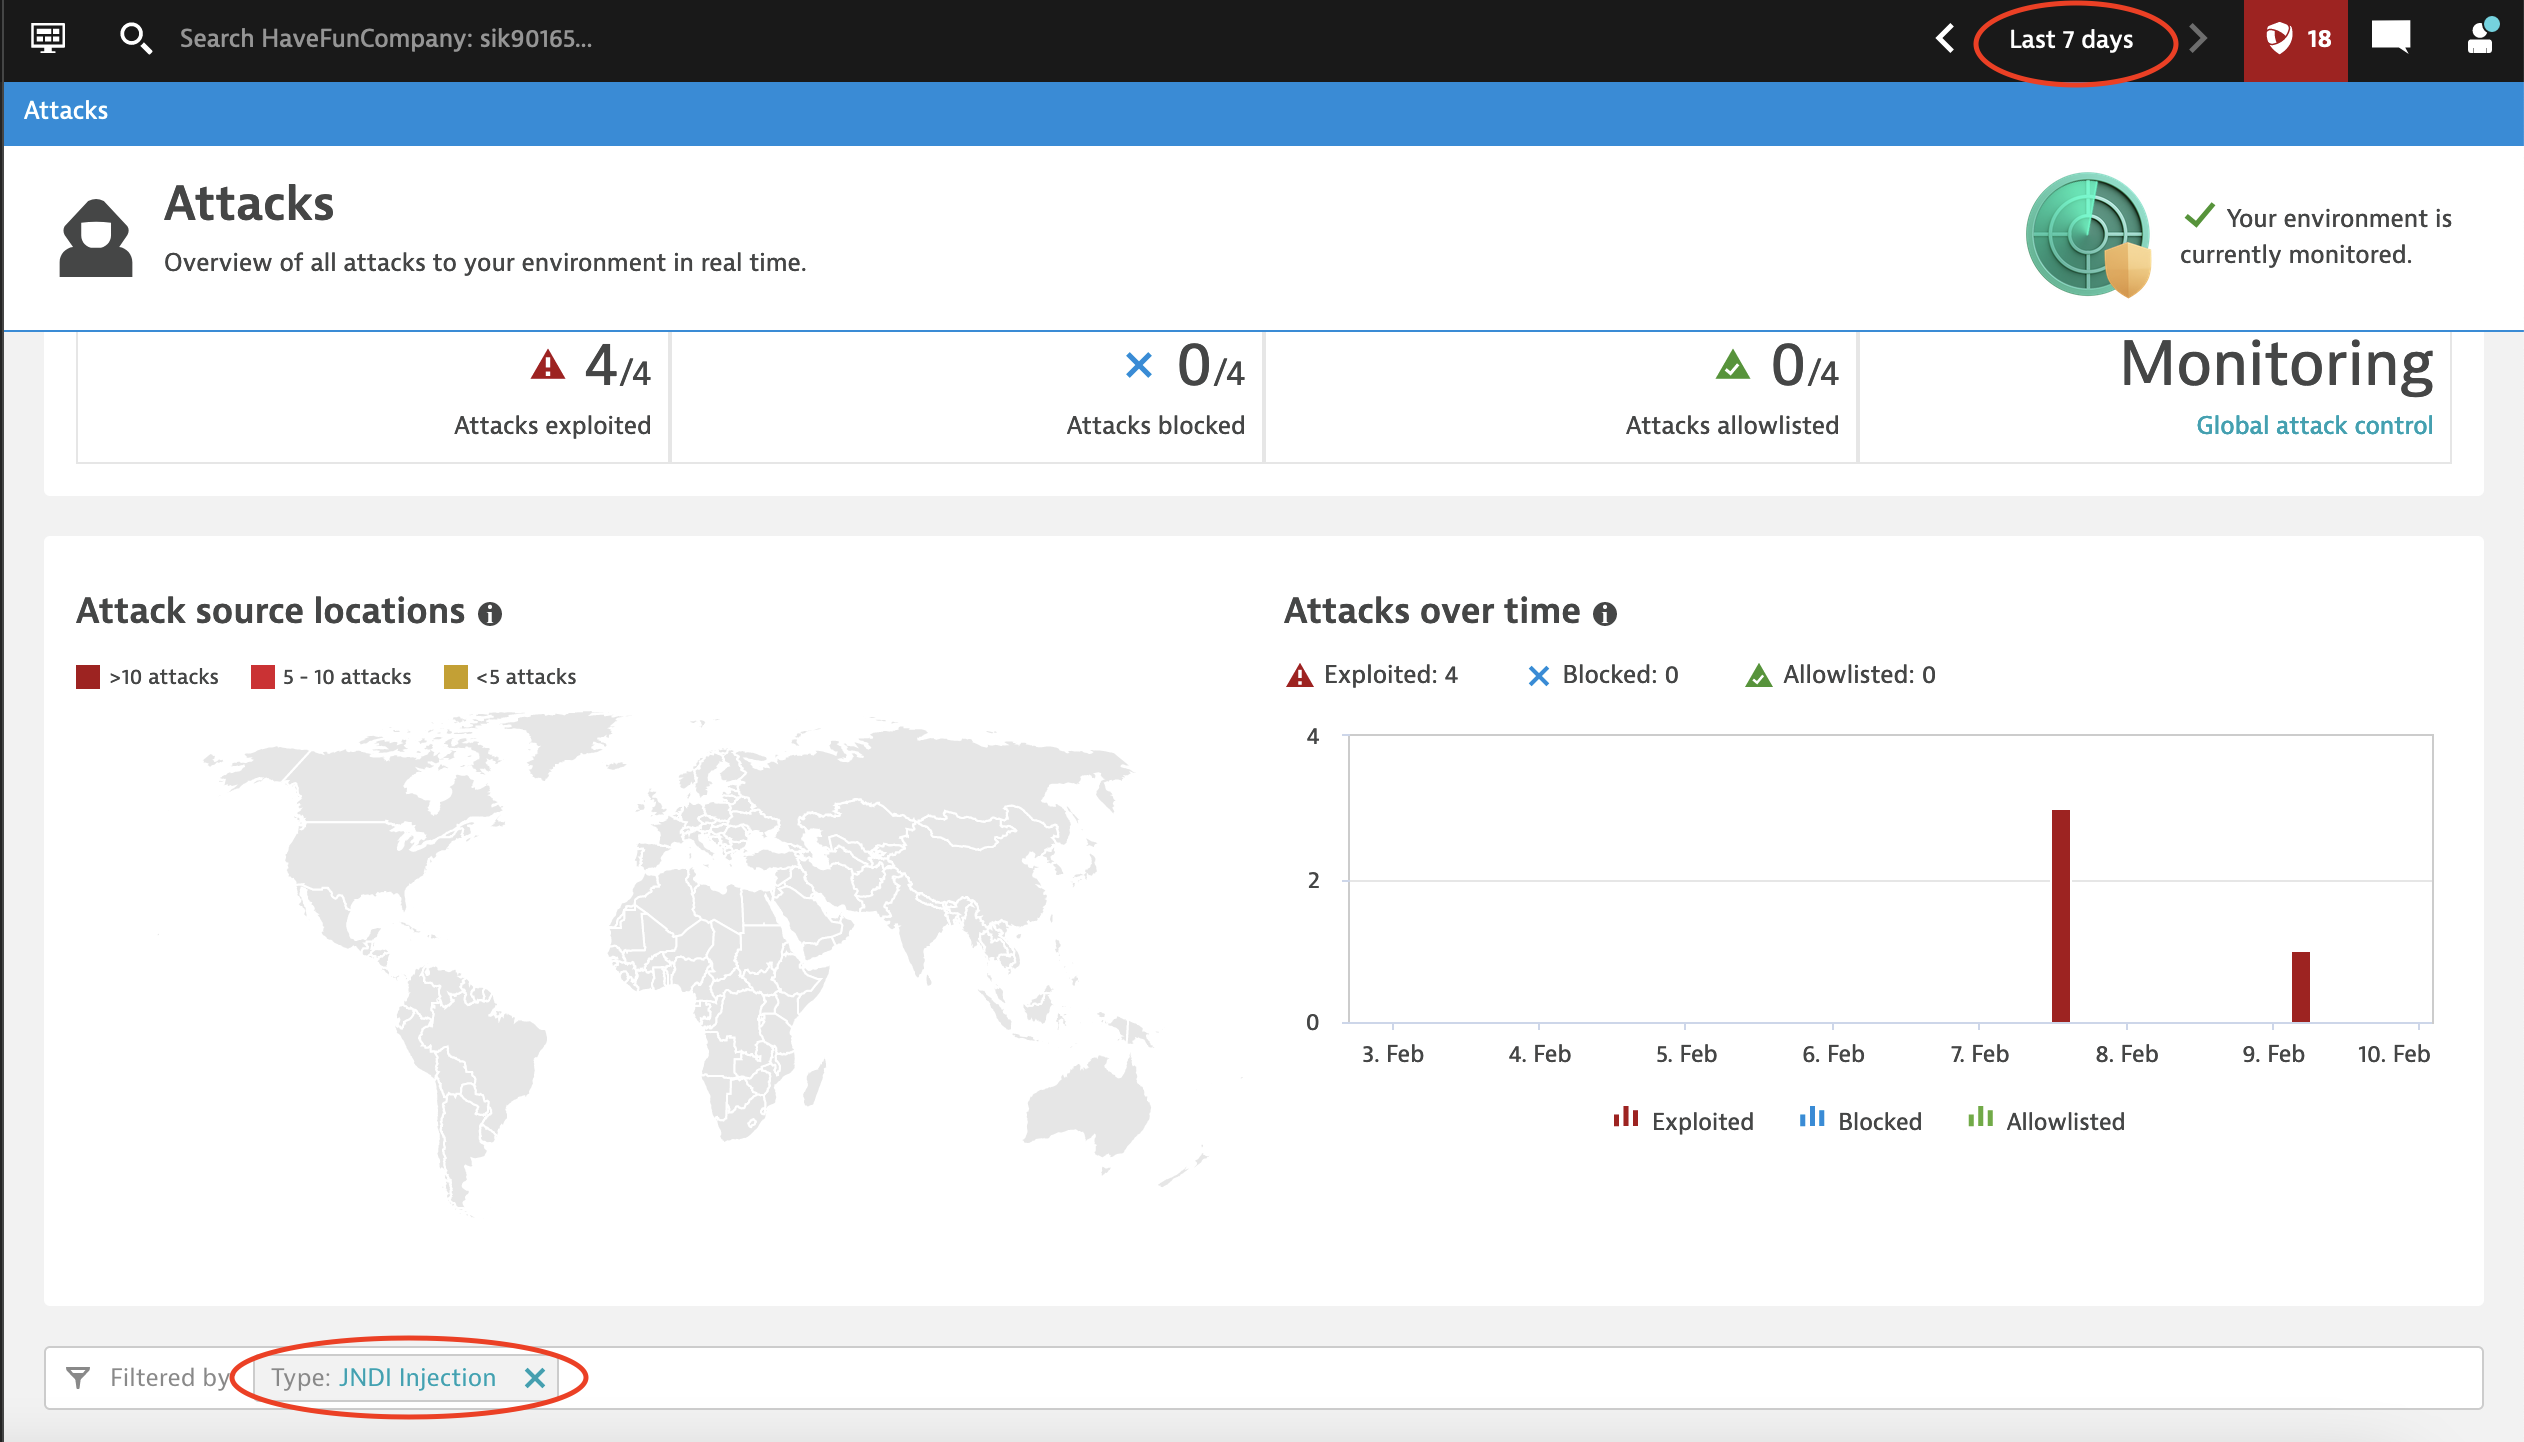 Search HaveFunCompany: sik90165...
Last 7 days
18
Attacks
Attacks
Overview of all attacks to your environment in real time.
Your environment is
currently monitored.
4/4
Attacks exploited
0/4
Attacks blocked
0/4
Attacks allowlisted
Monitoring
Global attack control
Attack source locations
>10 attacks
5 - 10 attacks
<5 attacks
Attacks over time
Exploited: 4
Blocked: 0
Allowlisted: 0
4
2
0
3. Feb
4. Feb
5. Feb
6. Feb
7. Feb
8. Feb
9. Feb
10. Feb
Exploited
Blocked
Allowlisted
Filtered by
Type: JNDI Injection